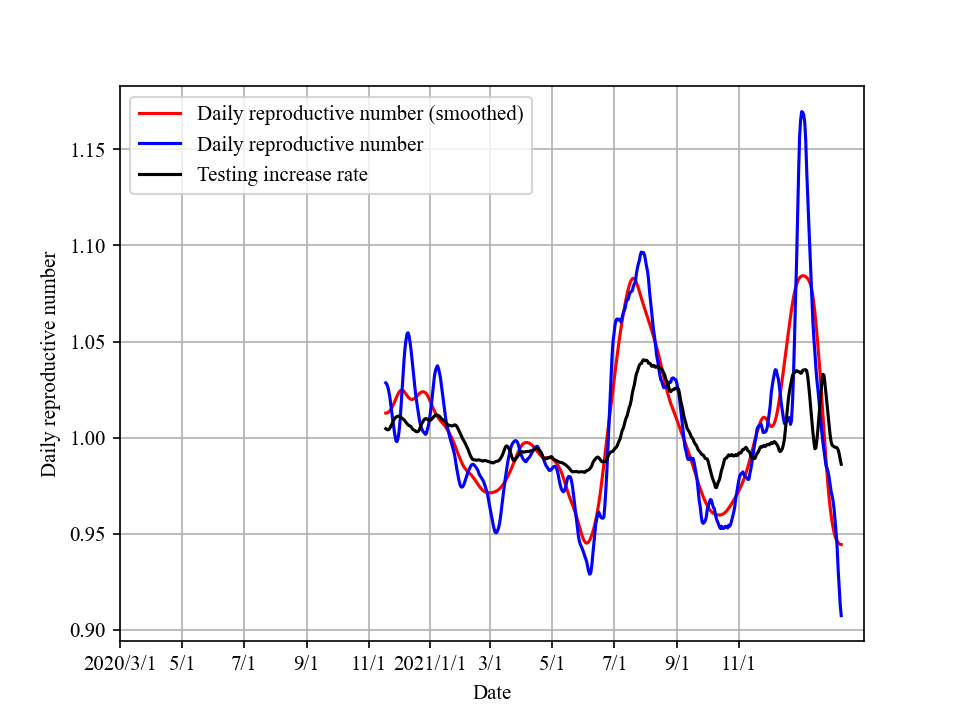 Daily reproductive number (smoothed)
Daily reproductive number
Testing increase rate
Daily reproductive number
1.15
1.10
1.05
1.00
0.95
0.90
2020/3/1 5/1 7/1 9/1 11/1 2021/1/1 3/1 5/1 7/1 9/1 11/1
Date